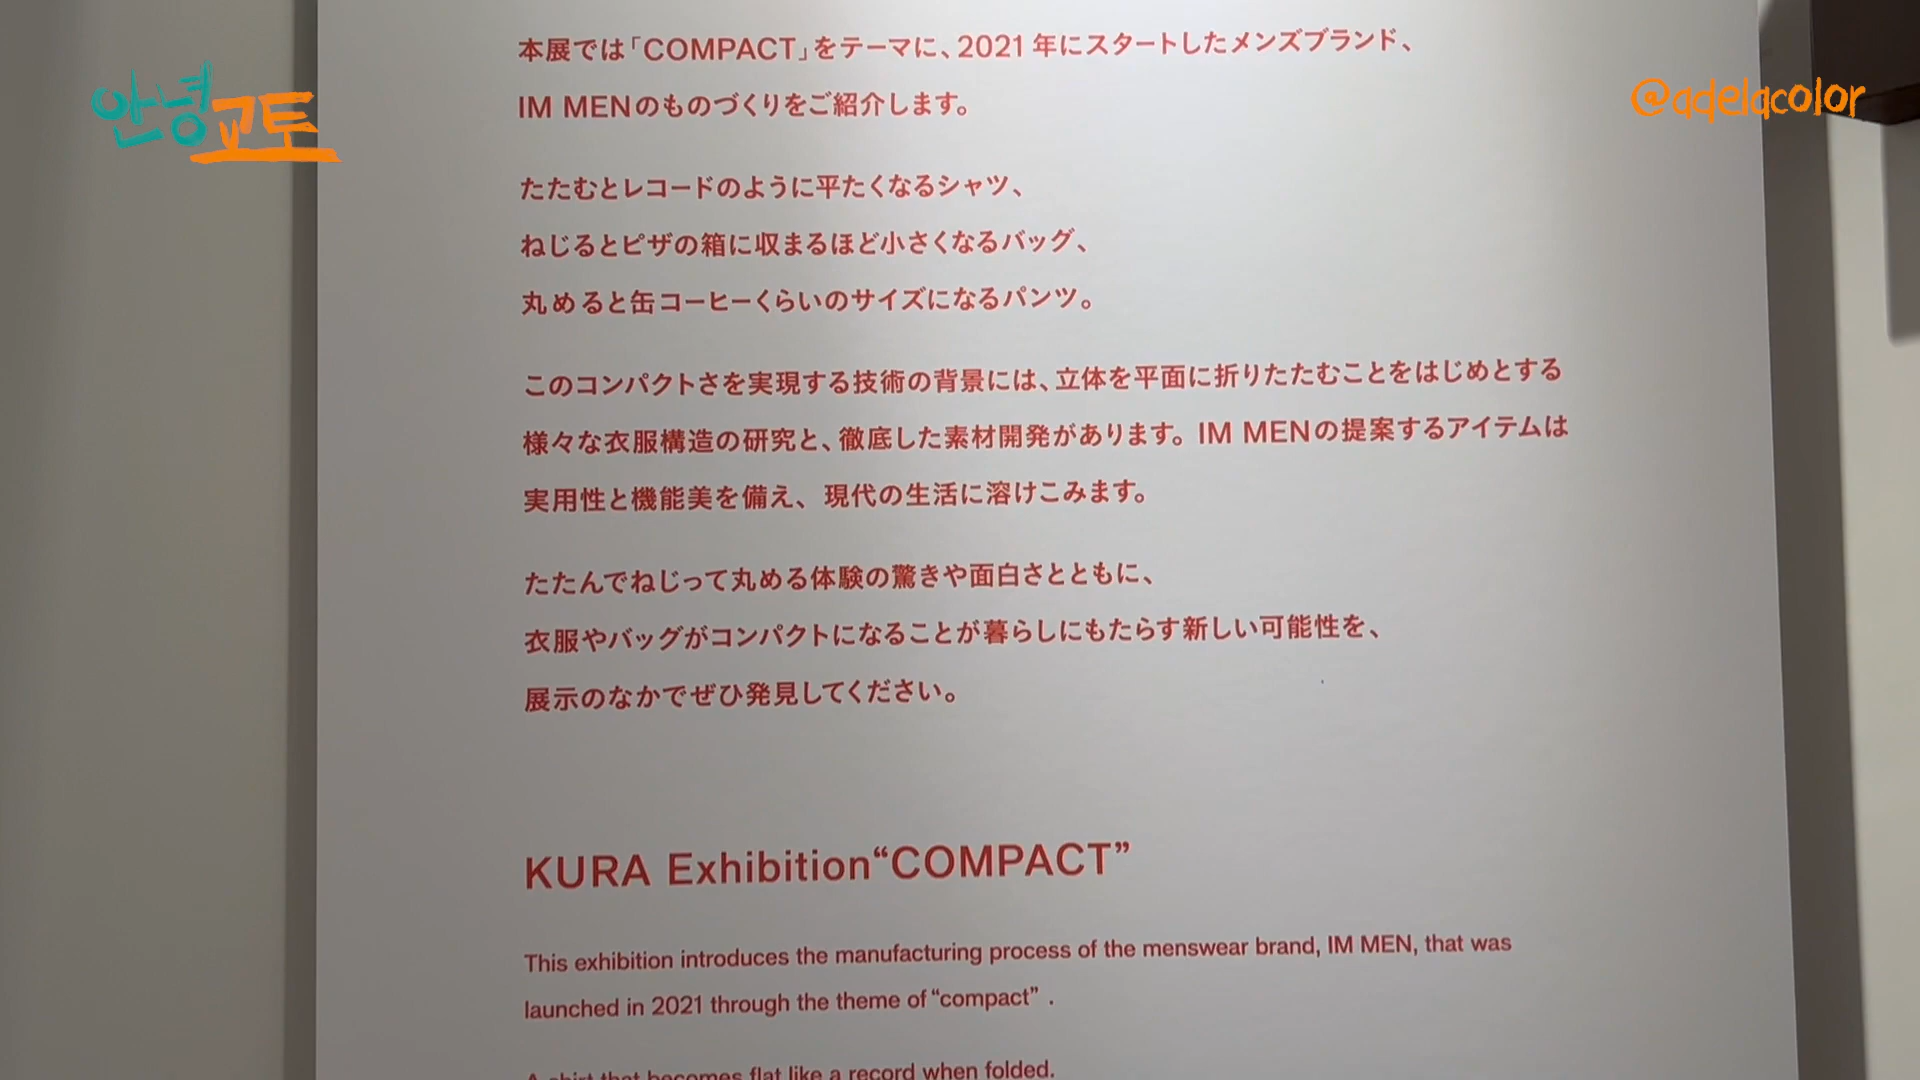 안녕교토
@adelacolor
本展では「COMPACT」をテーマに、2021年にスタートしたメンズブランド、
IM MENのものづくりをご紹介します。
たたむとレコードのように平たくなるシャツ、
ねじるとピザの箱に収まるほど小さくなるバッグ、
丸めると缶コーヒーくらいのサイズになるパンツ。
このコンパクトさを実現する技術の背景には、立体を平面に折りたたむことをはじめとする
様々な衣服構造の研究と、徹底した素材開発があります。IM MENの提案するアイテムは
実用性と機能美を備え、現代の生活に溶けこみます。
たたんでねじって丸める体験の驚きや面白さとともに、
衣服やバッグがコンパクトになることが暮らしにもたらす新しい可能性を、
展示のなかでぜひ発見してください。
KURA Exhibition“COMPACT”
This exhibition introduces the manufacturing process of the menswear brand, IM MEN, that was
launched in 2021 through the theme of “compact” .
A shirt that becomes flat like a record when folded.